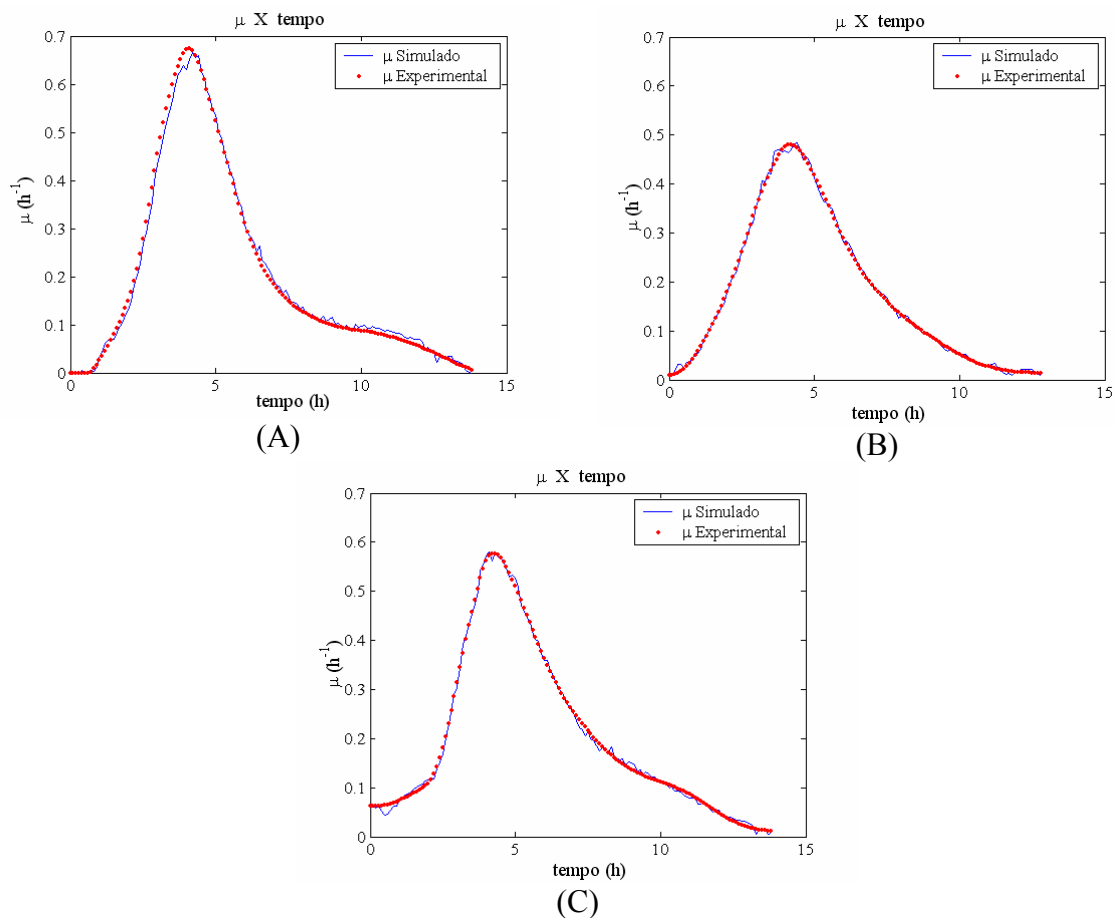 μ X tempo
0.7
0.6
0.5
0.4
0.3
0.2
0.1
0
μ (h⁻¹)
μ Simulado
μ Experimental
0 5 10 15
tempo (h)
(A)
μ X tempo
0.7
0.6
0.5
0.4
0.3
0.2
0.1
0
μ (h⁻¹)
μ Simulado
μ Experimental
0 5 10 15
tempo (h)
(B)
μ X tempo
0.7
0.6
0.5
0.4
0.3
0.2
0.1
0
μ (h⁻¹)
μ Simulado
μ Experimental
0 5 10 15
tempo (h)
(C)